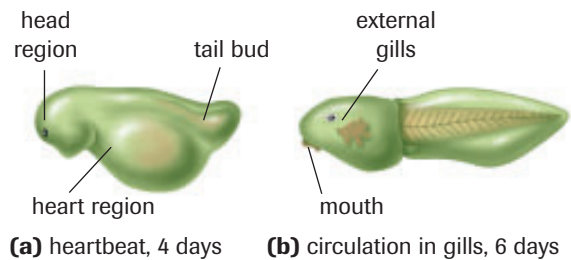 head
region
tail bud
external
gills
heart region
mouth
(a) heartbeat, 4 days
(b) circulation in gills, 6 days